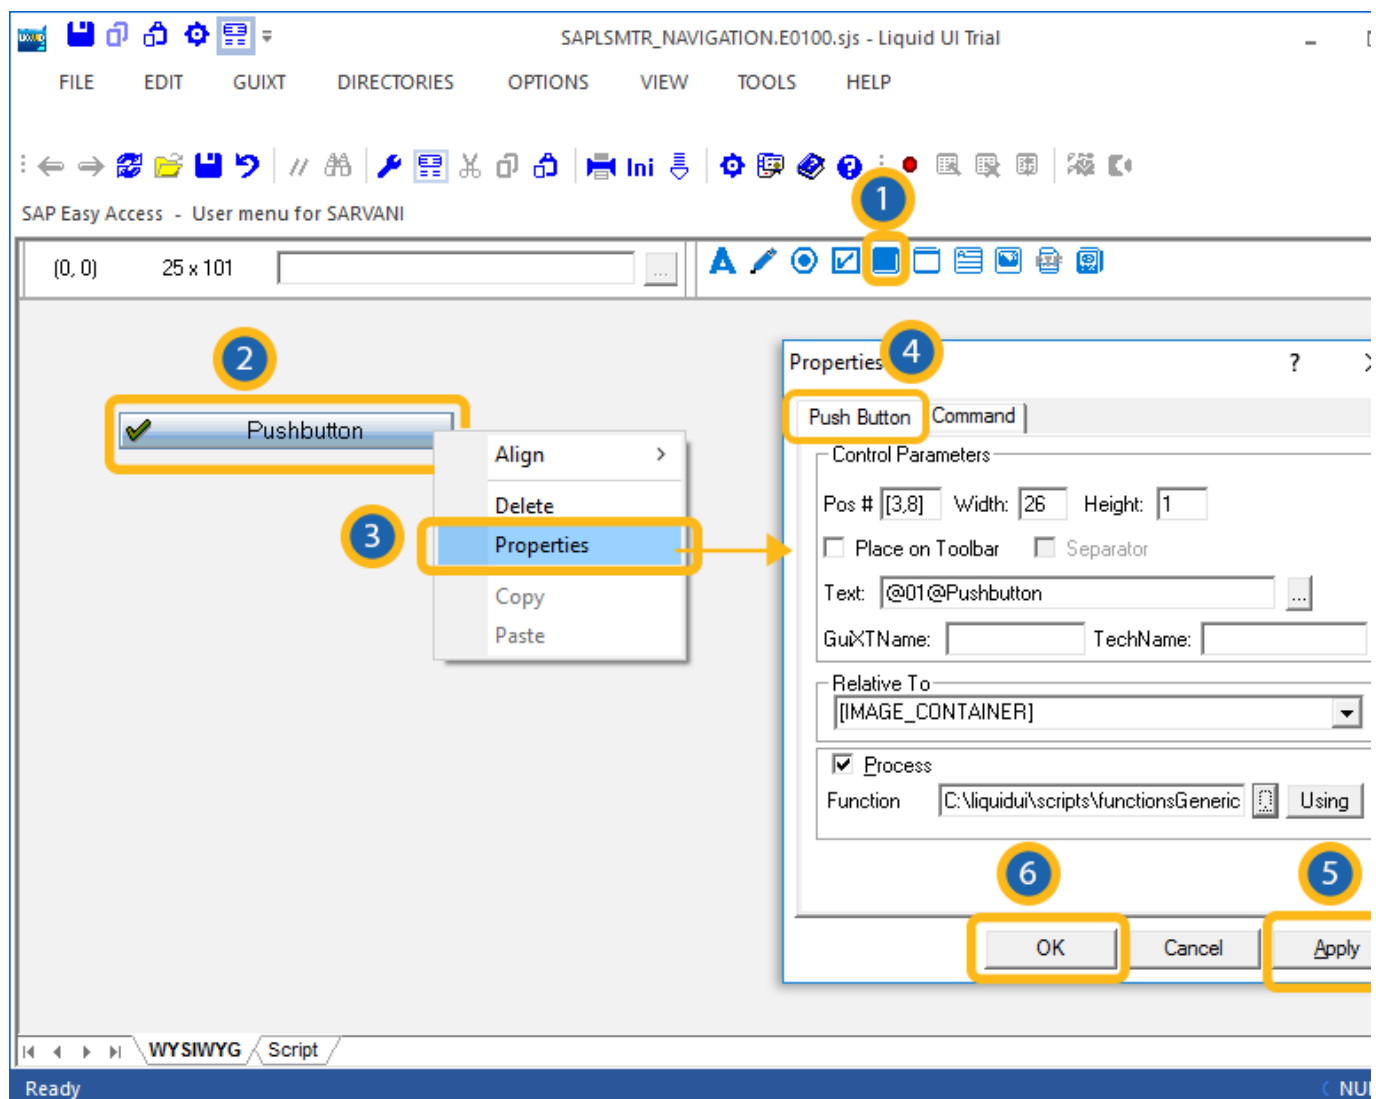 SAPLSMTR_NAVIGATION.E0100.sjs - Liquid UI Trial
FILE EDIT GUIXT DIRECTORIES OPTIONS VIEW TOOLS HELP
Ini
SAP Easy Access - User menu for SARVANI
1
(0, 0) 25 x 101 ...
2
4
Properties ?
Push Button Command
Pushbutton
Align
Control Parameters
Delete
Pos # [3,8] Width: 26 Height: 1
3
Properties
Place on Toolbar Separator
Copy
Text: @01@Pushbutton ...
Paste
GuiXTName: TechName:
Relative To
[IMAGE_CONTAINER]
Process
Function C:\liquidui\scripts\functionsGeneric Using
6 5
OK Cancel Apply
WYSIWYG Script
Ready NUM